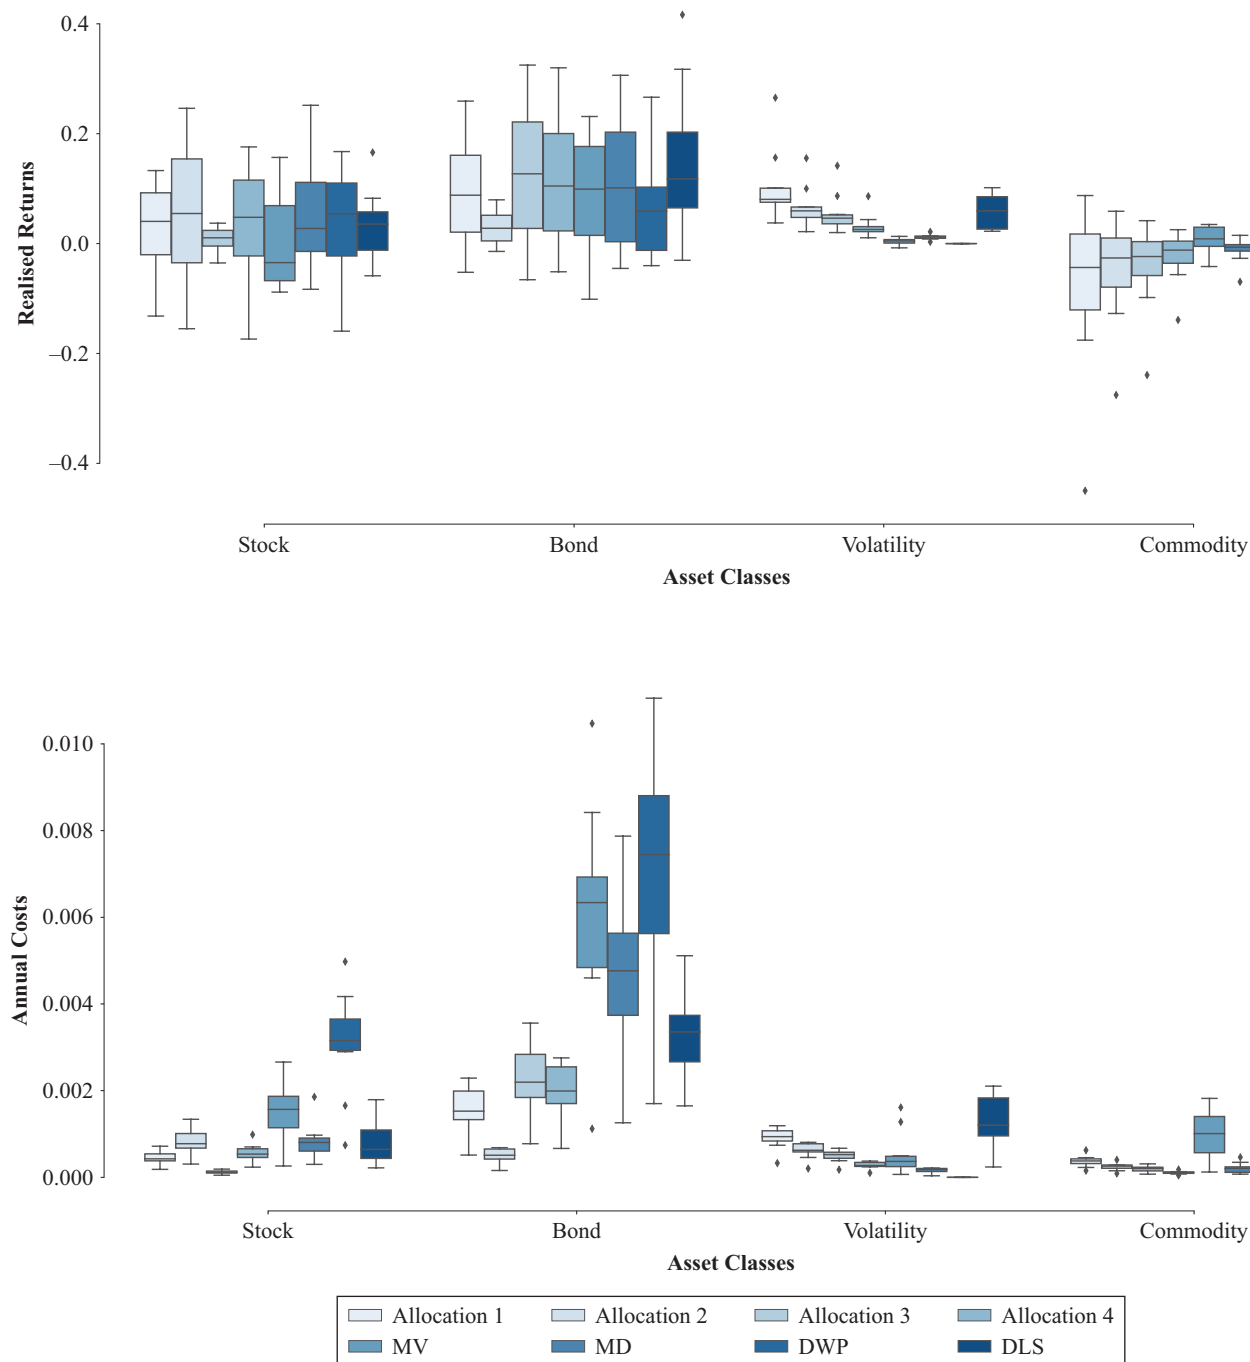 0.4
0.2
0.0
–0.2
–0.4
Realised Returns
Stock Bond Volatility Commodity
Asset Classes
0.010
0.008
0.006
0.004
0.002
0.000
Annual Costs
Stock Bond Volatility Commodity
Asset Classes
Allocation 1 Allocation 2 Allocation 3 Allocation 4
MV MD DWP DLS